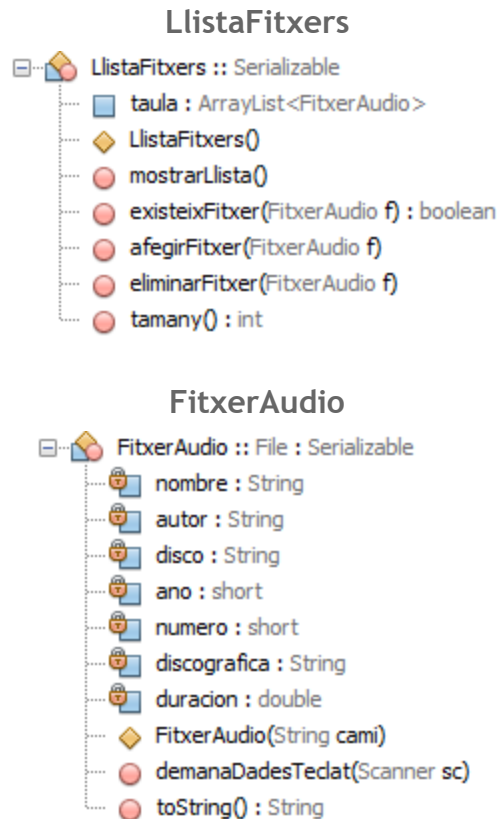 LlistaFitxers
LlistaFitxers :: Serializable
taula : ArrayList<FitxerAudio>
LlistaFitxers()
mostrarLlista()
existeixFitxer(FitxerAudio f) : boolean
afegirFitxer(FitxerAudio f)
eliminarFitxer(FitxerAudio f)
tamany() : int
FitxerAudio
FitxerAudio :: File : Serializable
nombre : String
autor : String
disco : String
ano : short
numero : short
discografica : String
duracion : double
FitxerAudio(String cami)
demanaDadesTeclat(Scanner sc)
toString() : String